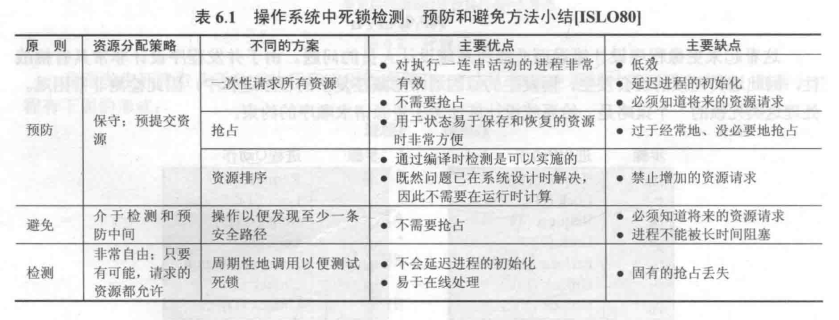 表 6.1 操作系统中死锁检测、预防和避免方法小结[ISLO80]
原 则 资源分配策略 不同的方案 主要优点 主要缺点
预防
保守；预提交资
源
一次性请求所有资源
● 对执行一连串活动的进程非常
有效
● 不需要抢占
● 低效
● 延迟进程的初始化
● 必须知道将来的资源请求
抢占
● 用于状态易于保存和恢复的资源
时非常方便
● 过于经常地、没必要地抢占
资源排序
● 通过编译时检测是可以实施的
● 既然问题已在系统设计时解决，
因此不需要在运行时计算
● 禁止增加的资源请求
避免
介于检测和预
防中间
操作以便发现至少一条
安全路径
● 不需要抢占
● 必须知道将来的资源请求
● 进程不能被长时间阻塞
检测
非常自由；只要
有可能，请求的
资源都允许
周期性地调用以便测试
死锁
● 不会延迟进程的初始化
● 易于在线处理
● 固有的抢占丢失